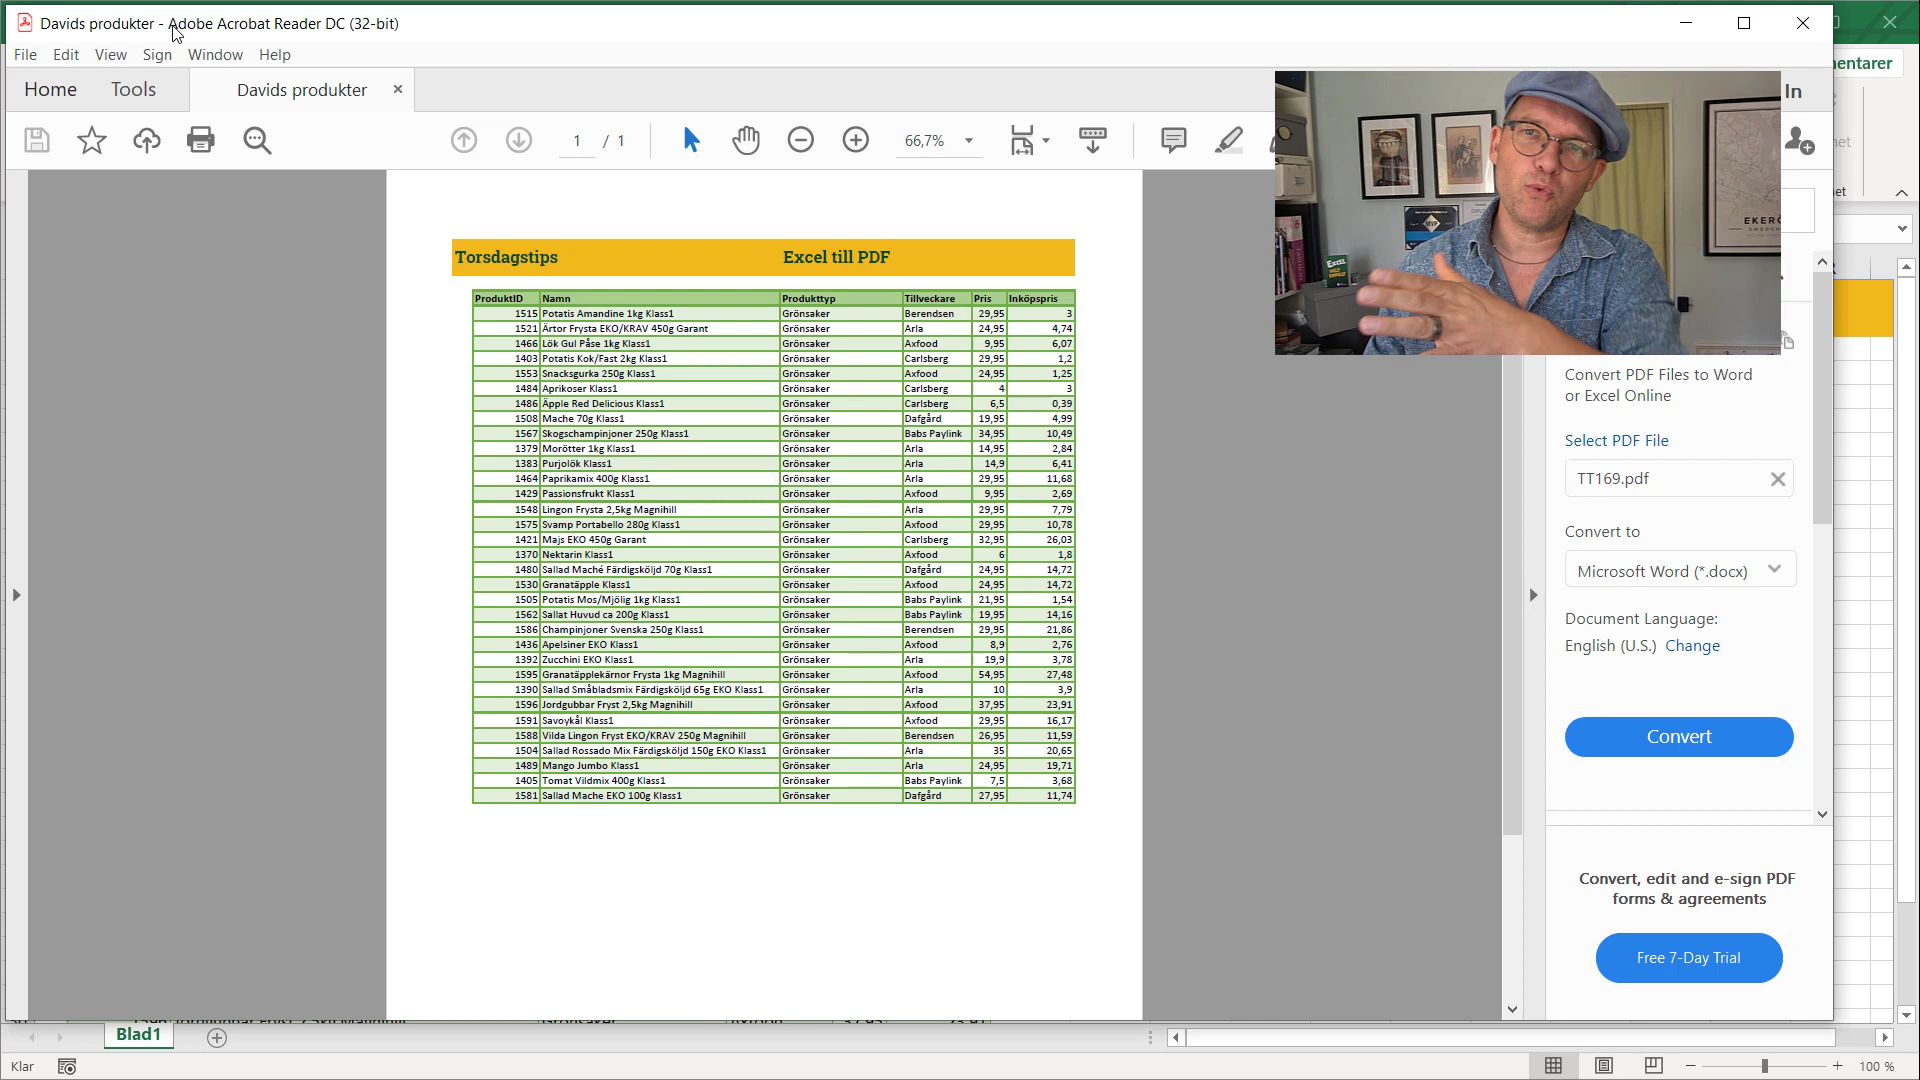 Davids produkter - Adobe Acrobat Reader DC (32-bit)
File Edit View Sign Window Help
Home Tools Davids produkter
In
1 / 1
66,7%
Torsdagstips Excel till PDF
ProduktID Namn Produkttyp Tillveckare Pris Inköpspris
1515 Potatis Amandine 1kg Klass1 Grönsaker Berendsen 29,95 3
1521 Ärtor Frysta EKO/KRAV 450g Garant Grönsaker Arla 24,95 4,74
1466 Lök Gul Påse 1kg Klass1 Grönsaker Axfood 9,95 6,07
1403 Potatis Kok/Fast 2kg Klass1 Grönsaker Carlsberg 29,95 1,2
1553 Snacksgurka 250g Klass1 Grönsaker Axfood 24,95 1,25
1484 Aprikoser Klass1 Grönsaker Carlsberg 4 3
1486 Äpple Red Delicious Klass1 Grönsaker Carlsberg 6,5 0,39
1508 Mache 70g Klass1 Grönsaker Dafgård 19,95 4,99
1567 Skogschampinjoner 250g Klass1 Grönsaker Babs Paylink 34,95 10,49
1379 Morötter 1kg Klass1 Grönsaker Arla 14,95 2,84
1383 Purjolök Klass1 Grönsaker Arla 14,9 6,41
1464 Paprikamix 400g Klass1 Grönsaker Arla 29,95 11,68
1429 Passionsfrukt Klass1 Grönsaker Axfood 9,95 2,69
1548 Lingon Frysta 2,5kg Magnihill Grönsaker Arla 29,95 7,79
1575 Svamp Portabello 280g Klass1 Grönsaker Axfood 29,95 10,78
1421 Majs EKO 450g Garant Grönsaker Carlsberg 32,95 26,03
1370 Nektarin Klass1 Grönsaker Axfood 6 1,8
1480 Sallad Maché Färdigsköljd 70g Klass1 Grönsaker Dafgård 24,95 14,72
1530 Granatäpple Klass1 Grönsaker Axfood 24,95 14,72
1505 Potatis Mos/Mjölig 1kg Klass1 Grönsaker Babs Paylink 21,95 1,54
1562 Sallat Huvud ca 200g Klass1 Grönsaker Babs Paylink 19,95 14,16
1586 Champinjoner Svenska 250g Klass1 Grönsaker Berendsen 29,95 21,86
1436 Apelsiner EKO Klass1 Grönsaker Axfood 8,9 2,76
1392 Zucchini EKO Klass1 Grönsaker Arla 19,9 3,78
1595 Granatäpplekärnor Frysta 1kg Magnihill Grönsaker Axfood 54,95 27,48
1390 Sallad Småbladsmix Färdigsköljd 65g EKO Klass1 Grönsaker Arla 10 3,9
1596 Jordgubbar Fryst 2,5kg Magnihill Grönsaker Axfood 37,95 23,91
1591 Savoykål Klass1 Grönsaker Axfood 29,95 16,17
1588 Vilda Lingon Fryst EKO/KRAV 250g Magnihill Grönsaker Berendsen 26,95 11,59
1504 Sallad Rossado Mix Färdigsköljd 150g EKO Klass1 Grönsaker Arla 35 20,65
1489 Mango Jumbo Klass1 Grönsaker Arla 24,95 19,71
1405 Tomat Vildmix 400g Klass1 Grönsaker Babs Paylink 7,5 3,68
1581 Sallad Mache EKO 100g Klass1 Grönsaker Dafgård 27,95 11,74
Excel
Convert PDF Files to Word
or Excel Online
Select PDF File
TT169.pdf
Convert to
Microsoft Word (*.docx)
Document Language:
English (U.S.) Change
Convert
Convert, edit and e-sign PDF
forms & agreements
Free 7-Day Trial
Blad1
Klar
100 %